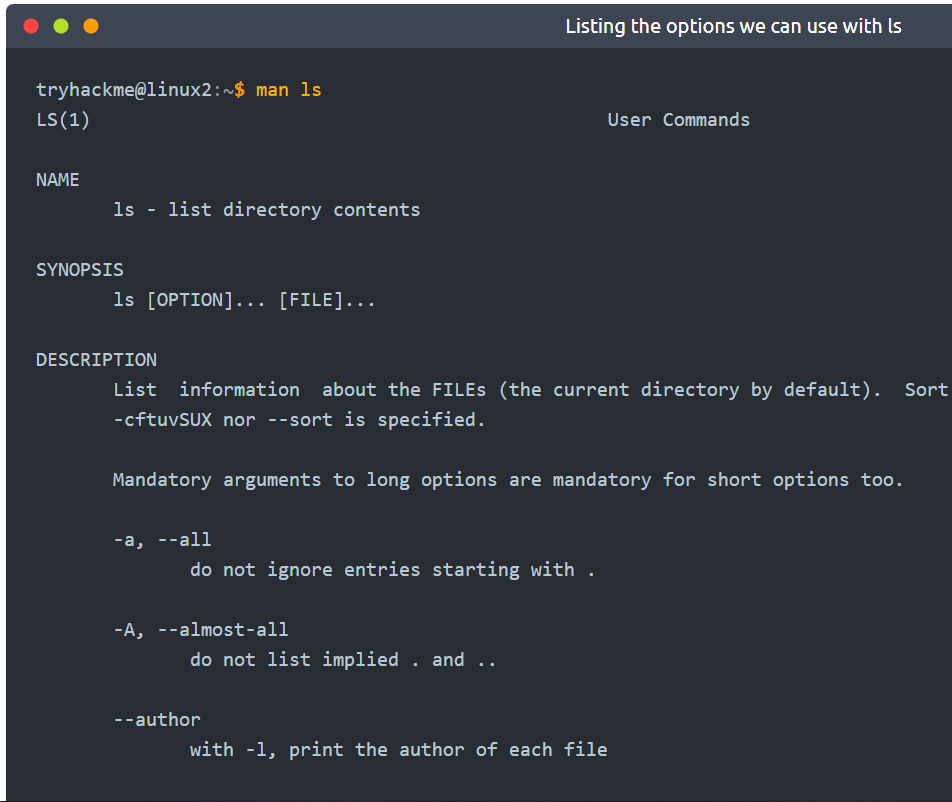 Listing the options we can use with ls
tryhackme@linux2:~$ man ls
LS(1) User Commands
NAME
ls - list directory contents
SYNOPSIS
ls [OPTION]... [FILE]...
DESCRIPTION
List  information  about the FILEs (the current directory by default).  Sort
-cftuvSUX nor --sort is specified.
Mandatory arguments to long options are mandatory for short options too.
-a, --all
do not ignore entries starting with .
-A, --almost-all
do not list implied . and ..
--author
with -l, print the author of each file